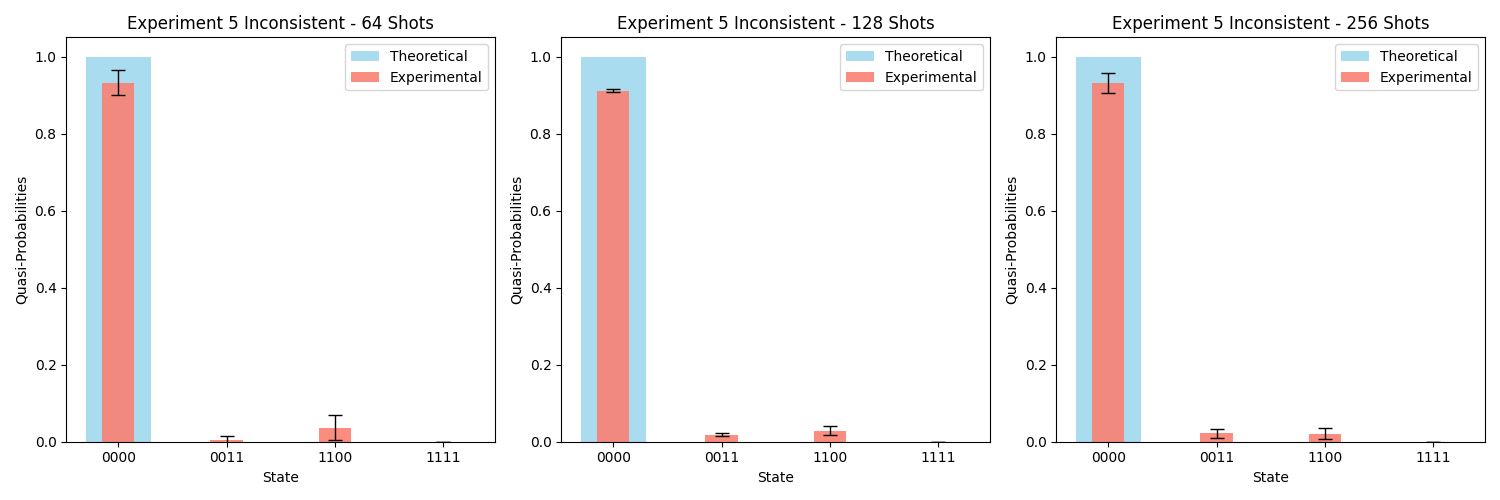 Experiment 5 Inconsistent - 64 Shots
Theoretical
Experimental
Quasi-Probabilities
1.0
0.8
0.6
0.4
0.2
0.0
0000 0011 1100 1111
State
Experiment 5 Inconsistent - 128 Shots
Theoretical
Experimental
Quasi-Probabilities
1.0
0.8
0.6
0.4
0.2
0.0
0000 0011 1100 1111
State
Experiment 5 Inconsistent - 256 Shots
Theoretical
Experimental
Quasi-Probabilities
1.0
0.8
0.6
0.4
0.2
0.0
0000 0011 1100 1111
State